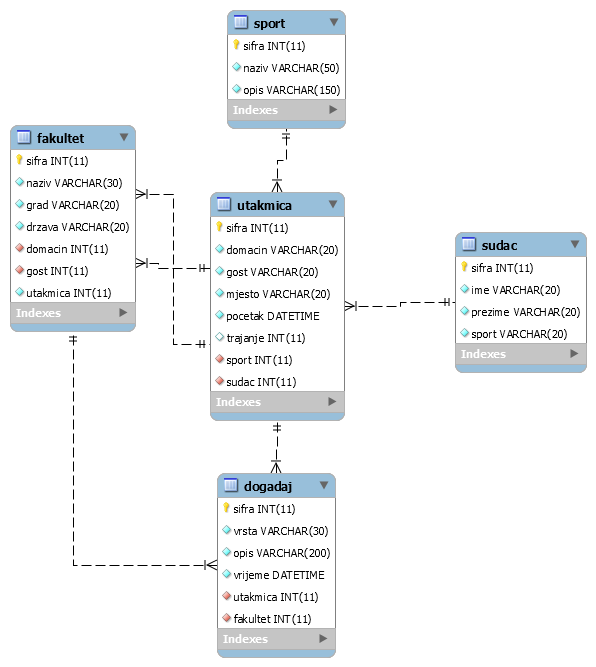 sport
sifra INT(11)
naziv VARCHAR(50)
opis VARCHAR(150)
Indexes
fakultet
sifra INT(11)
naziv VARCHAR(30)
grad VARCHAR(20)
drzava VARCHAR(20)
domacin INT(11)
gost INT(11)
utakmica INT(11)
Indexes
utakmica
sifra INT(11)
domacin VARCHAR(20)
gost VARCHAR(20)
mjesto VARCHAR(20)
pocetak DATETIME
trajanje INT(11)
sport INT(11)
sudac INT(11)
Indexes
sudac
sifra INT(11)
ime VARCHAR(20)
prezime VARCHAR(20)
sport VARCHAR(20)
Indexes
dogadaj
sifra INT(11)
vrsta VARCHAR(30)
opis VARCHAR(200)
vrijeme DATETIME
utakmica INT(11)
fakultet INT(11)
Indexes